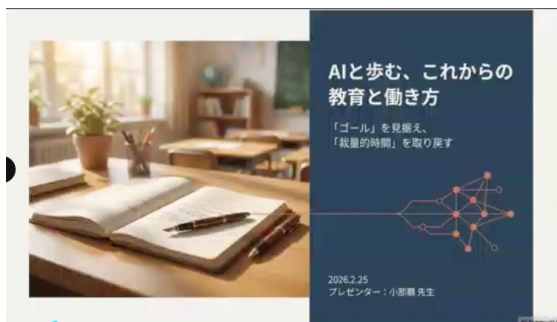 AIと歩む、これからの
教育と働き方
「ゴール」を見据え、
「裁量的時間」を取り戻す
2026.2.25
プレゼンター：小那覇 先生